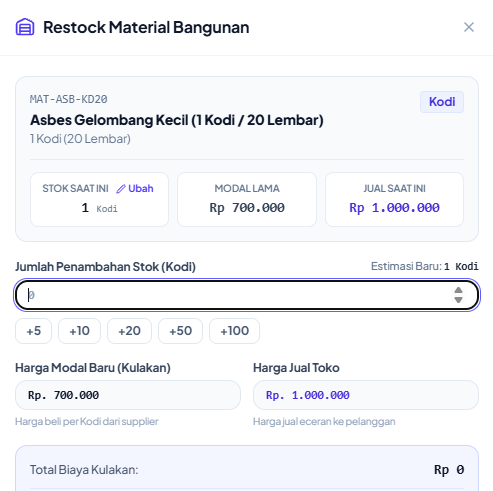 Restock Material Bangunan
MAT-ASB-KD20
Kodi
Asbes Gelombang Kecil (1 Kodi / 20 Lembar)
1 Kodi (20 Lembar)
STOK SAAT INI Ubah
1 Kodi
MODAL LAMA
Rp 700.000
JUAL SAAT INI
Rp 1.000.000
Jumlah Penambahan Stok (Kodi)
Estimasi Baru: 1 Kodi
0
+5
+10
+20
+50
+100
Harga Modal Baru (Kulakan)
Rp. 700.000
Harga beli per Kodi dari supplier
Harga Jual Toko
Rp. 1.000.000
Harga jual eceran ke pelanggan
Total Biaya Kulakan:
Rp 0